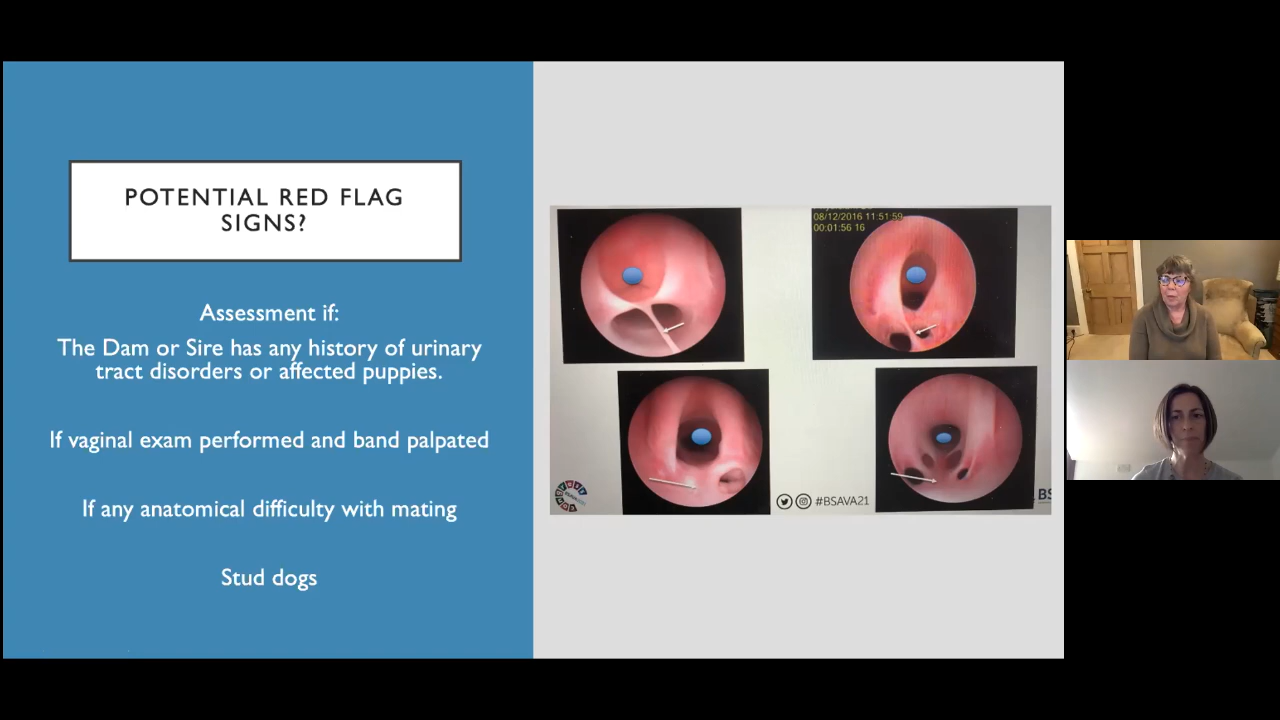 POTENTIAL RED FLAG
SIGNS?
Assessment if:
The Dam or Sire has any history of urinary
tract disorders or affected puppies.
If vaginal exam performed and band palpated
If any anatomical difficulty with mating
Stud dogs
08/12/2016 11:51:59
00:01:56 16
#BSAVA21
BS